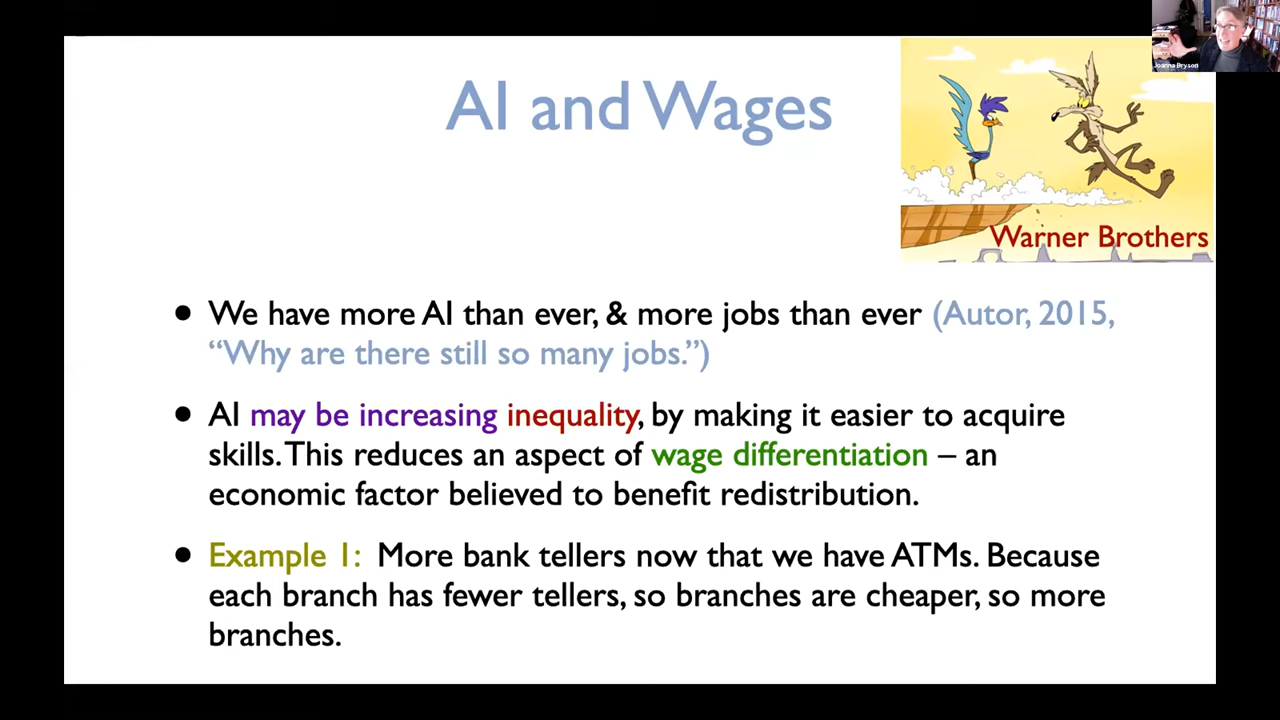 Joanna Bryson
AI and Wages
Warner Brothers
• We have more AI than ever, & more jobs than ever (Autor, 2015,
“Why are there still so many jobs.”)
• AI may be increasing inequality, by making it easier to acquire
skills. This reduces an aspect of wage differentiation – an
economic factor believed to benefit redistribution.
• Example 1: More bank tellers now that we have ATMs. Because
each branch has fewer tellers, so branches are cheaper, so more
branches.